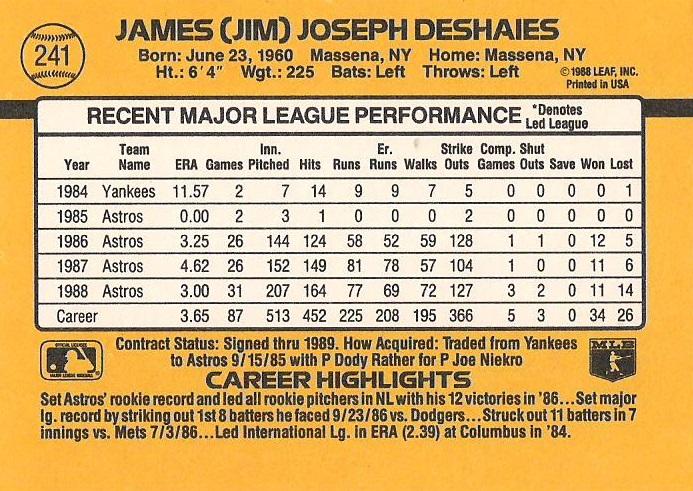 241
JAMES (JIM) JOSEPH DESHAIES
Born: June 23, 1960 Massena, NY Home: Massena, NY
Ht.: 6'4" Wgt.: 225 Bats: Left Throws: Left
©1988 LEAF, INC.
Printed in USA
RECENT MAJOR LEAGUE PERFORMANCE
*Denotes
Led League
Year Team Name ERA Games Inn. Pitched Hits Runs Er. Runs Walks Strike Outs Comp. Games Shut Outs Save Won Lost
1984 Yankees 11.57 2 7 14 9 9 7 5 0 0 0 0 1
1985 Astros 0.00 2 3 1 0 0 0 2 0 0 0 0 0
1986 Astros 3.25 26 144 124 58 52 59 128 1 1 0 12 5
1987 Astros 4.62 26 152 149 81 78 57 104 1 0 0 11 6
1988 Astros 3.00 31 207 164 77 69 72 127 3 2 0 11 14
Career 3.65 87 513 452 225 208 195 366 5 3 0 34 26
Contract Status: Signed thru 1989. How Acquired: Traded from Yankees
to Astros 9/15/85 with P Dody Rather for P Joe Niekro
CAREER HIGHLIGHTS
Set Astros' rookie record and led all rookie pitchers in NL with his 12 victories in '86...Set major
lg. record by striking out 1st 8 batters he faced 9/23/86 vs. Dodgers...Struck out 11 batters in 7
innings vs. Mets 7/3/86...Led International Lg. in ERA (2.39) at Columbus in '84.
OFFICIAL LICENSEE
MAJOR LEAGUE BASEBALL